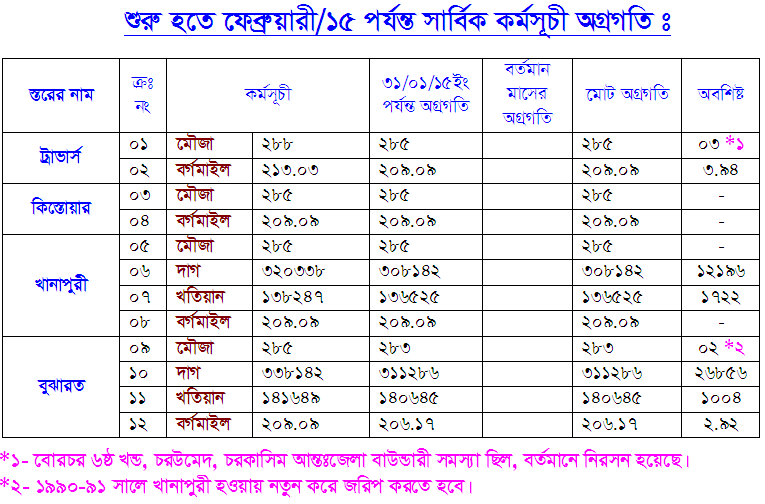 শুরু হতে ফেব্রুয়ারী/১৫ পর্যন্ত সার্বিক কর্মসূচী অগ্রগতি ঃ
স্তরের নাম ক্রঃ নং কর্মসূচী ৩১/০১/১৫ইং পর্যন্ত অগ্রগতি বর্তমান মাসের অগ্রগতি মোট অগ্রগতি অবশিষ্ট
ট্রাভার্স ০১ মৌজা ২৮৮ ২৮৫ ২৮৫ ০৩ *১
০২ বর্গমাইল ২১৩.০৩ ২০৯.০৯ ২০৯.০৯ ৩.৯৪
কিস্তোয়ার ০৩ মৌজা ২৮৫ ২৮৫ ২৮৫ -
০৪ বর্গমাইল ২০৯.০৯ ২০৯.০৯ ২০৯.০৯ -
খানাপুরী ০৫ মৌজা ২৮৫ ২৮৫ ২৮৫ -
০৬ দাগ ৩২০৩৩৮ ৩০৮১৪২ ৩০৮১৪২ ১২১৯৬
০৭ খতিয়ান ১৩৮২৪৭ ১৩৬৫২৫ ১৩৬৫২৫ ১৭২২
০৮ বর্গমাইল ২০৯.০৯ ২০৯.০৯ ২০৯.০৯ -
বুঝারত ০৯ মৌজা ২৮৫ ২৮৩ ২৮৩ ০২ *২
১০ দাগ ৩৩৮১৪২ ৩১১২৮৬ ৩১১২৮৬ ২৬৮৫৬
১১ খতিয়ান ১৪১৬৪৯ ১৪০৬৪৫ ১৪০৬৪৫ ১০০৪
১২ বর্গমাইল ২০৯.০৯ ২০৬.১৭ ২০৬.১৭ ২.৯২
*১- বোরচর ৬ষ্ঠ খন্ড, চরউমেদ, চরকাসিম আন্তঃজেলা বাউন্ডারী সমস্যা ছিল, বর্তমানে নিরসন হয়েছে।
*২- ১৯৯০-৯১ সালে খানাপুরী হওয়ায় নতুন করে জরিপ করতে হবে।